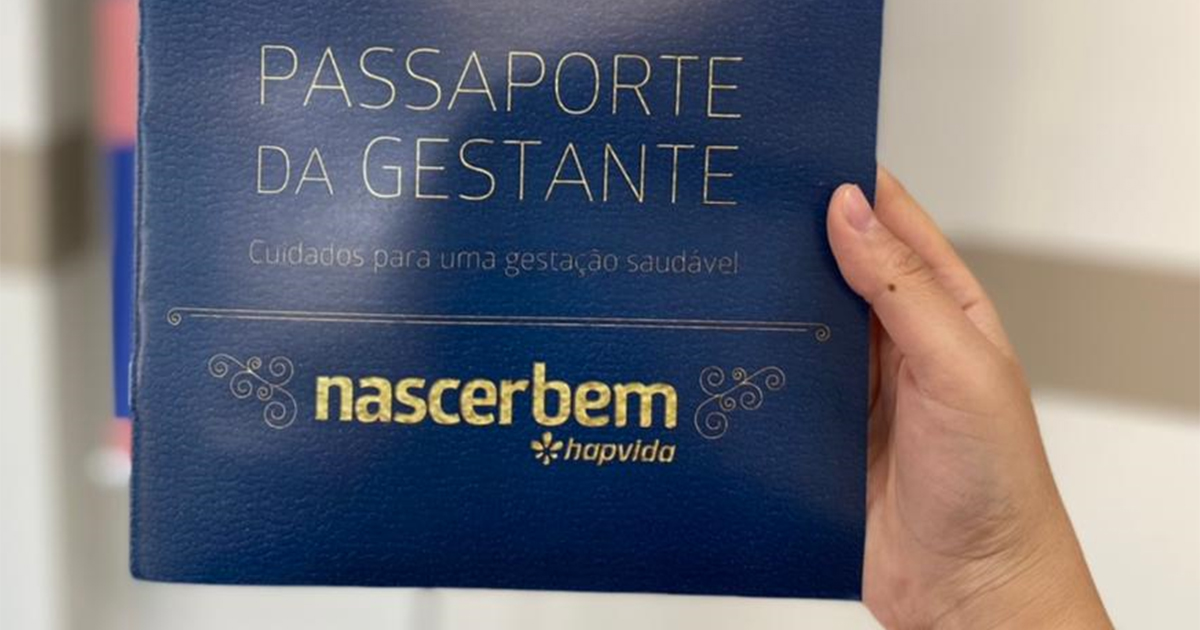 PASSAPORTE
DA GESTANTE
Cuidados para uma gestação saudável
nascerbem
hapvida